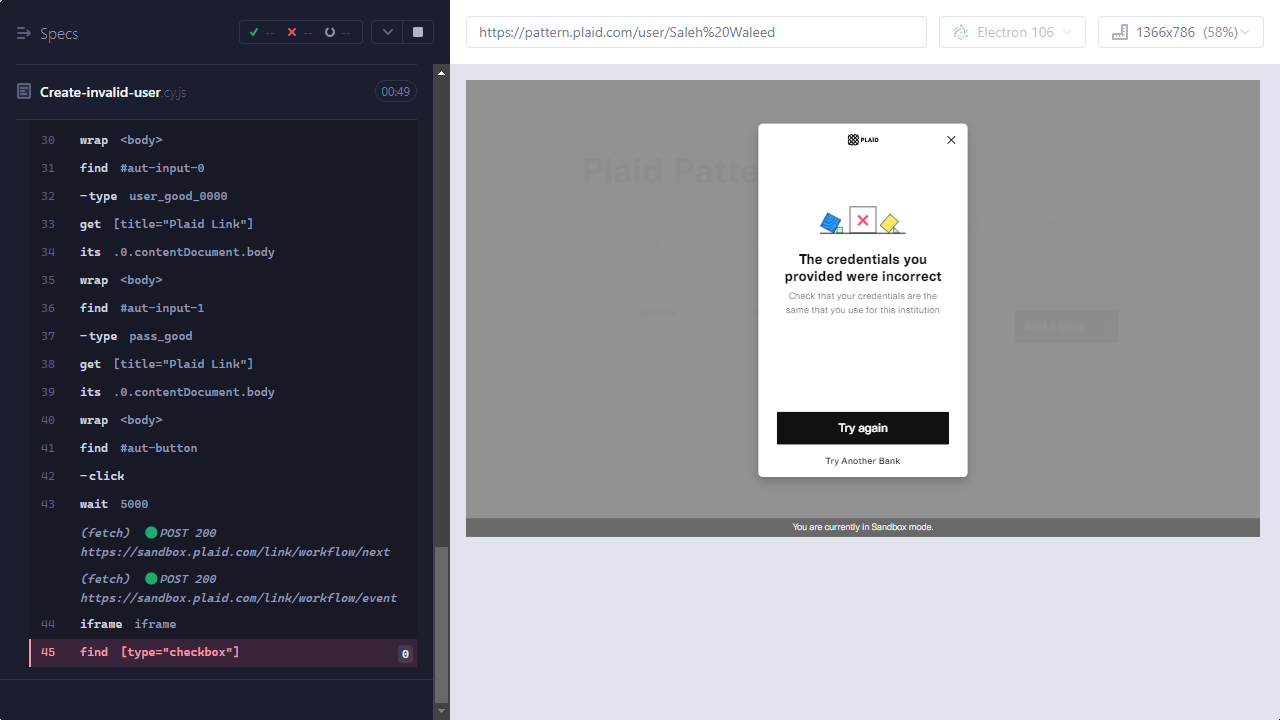 Specs
-- -- --
Create-invalid-user.cy.js 00:49
30 wrap <body>
31 find #aut-input-0
32 -type user_good_0000
33 get [title="Plaid Link"]
34 its .0.contentDocument.body
35 wrap <body>
36 find #aut-input-1
37 -type pass_good
38 get [title="Plaid Link"]
39 its .0.contentDocument.body
40 wrap <body>
41 find #aut-button
42 -click
43 wait 5000
(fetch) POST 200
https://sandbox.plaid.com/link/workflow/next
(fetch) POST 200
https://sandbox.plaid.com/link/workflow/event
44 iframe iframe
45 find [type="checkbox"] 0
https://pattern.plaid.com/user/Saleh%20Waleed
Electron 106
1366x786 (58%)
Plaid Patte
Add a bank
PLAID
The credentials you
provided were incorrect
Check that your credentials are the
same that you use for this institution
Try again
Try Another Bank
You are currently in Sandbox mode.